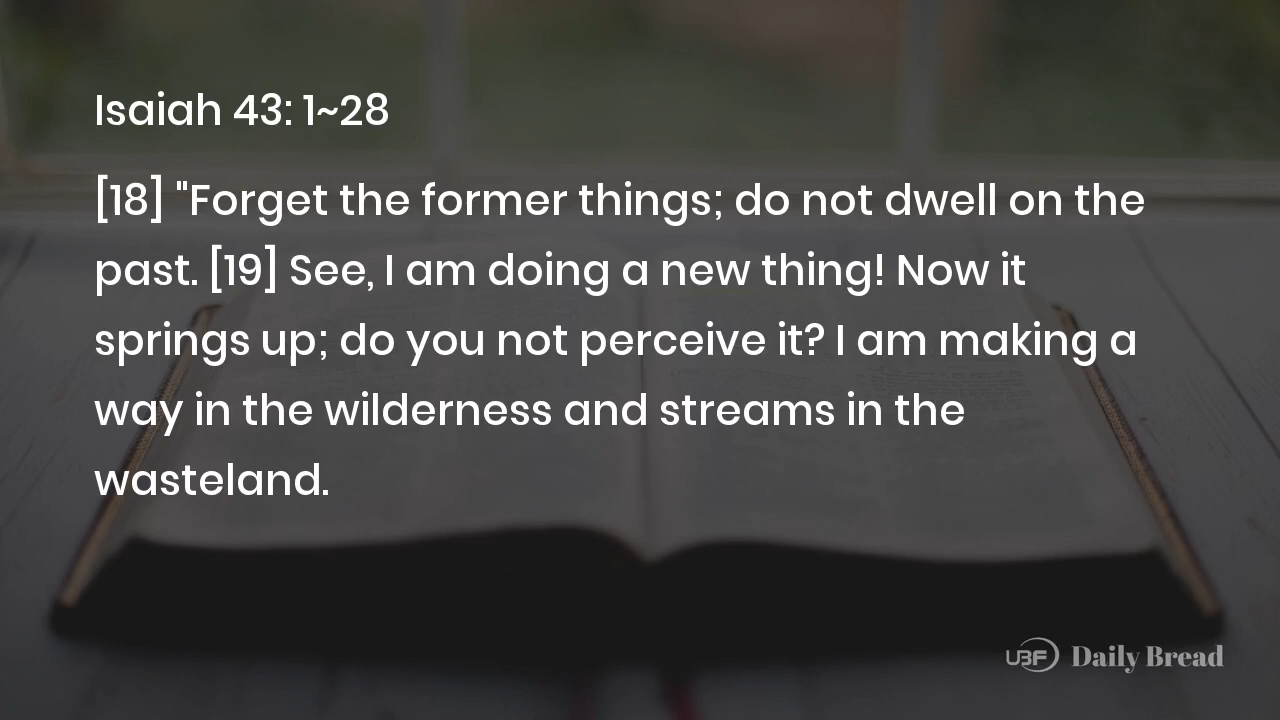 Isaiah 43: 1~28
[18] "Forget the former things; do not dwell on the
past. [19] See, I am doing a new thing! Now it
springs up; do you not perceive it? I am making a
way in the wilderness and streams in the
wasteland.
UBF Daily Bread